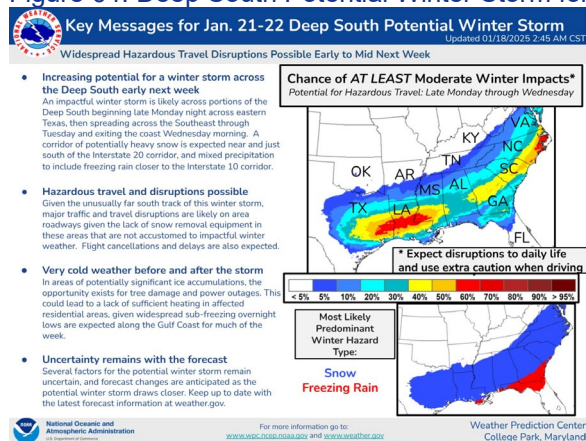 Key Messages for Jan. 21-22 Deep South Potential Winter Storm
Updated 01/18/2025 2:45 AM CST
Widespread Hazardous Travel Disruptions Possible Early to Mid Next Week
• Increasing potential for a winter storm across
the Deep South early next week
An impactful winter storm is likely across portions of the
Deep South beginning late Monday night across eastern
Texas, then spreading across the Southeast through
Tuesday and exiting the coast Wednesday morning. A
corridor of potentially heavy snow is expected near and just
south of the Interstate 20 corridor, and mixed precipitation
to include freezing rain closer to the Interstate 10 corridor.
• Hazardous travel and disruptions possible
Given the unusually far south track of this winter storm,
major traffic and travel disruptions are likely on area
roadways given the lack of snow removal equipment in
these areas that are not accustomed to impactful winter
weather. Flight cancellations and delays are also expected.
• Very cold weather before and after the storm
In areas of potentially significant ice accumulations, the
opportunity exists for tree damage and power outages. This
could lead to a lack of sufficient heating in affected
residential areas, given widespread sub-freezing overnight
lows are expected along the Gulf Coast for much of the
week.
• Uncertainty remains with the forecast
Several factors for the potential winter storm remain
uncertain, and forecast changes are anticipated as the
potential winter storm draws closer. Keep up to date with
the latest forecast information at weather.gov.
Chance of AT LEAST Moderate Winter Impacts*
Potential for Hazardous Travel: Late Monday through Wednesday
VA
KY
NC
TN
OK
AR
SC
MS
AL
GA
TX
LA
FL
* Expect disruptions to daily life
and use extra caution when driving
< 5% 5% 10% 20% 30% 40% 50% 60% 70% 80% 90% > 95%
Most Likely
Predominant
Winter Hazard
Type:
Snow
Freezing Rain
National Oceanic and
Atmospheric Administration
U.S. Department of Commerce
For more information go to:
www.wpc.ncep.noaa.gov and www.weather.gov
Weather Prediction Center
College Park, Maryland